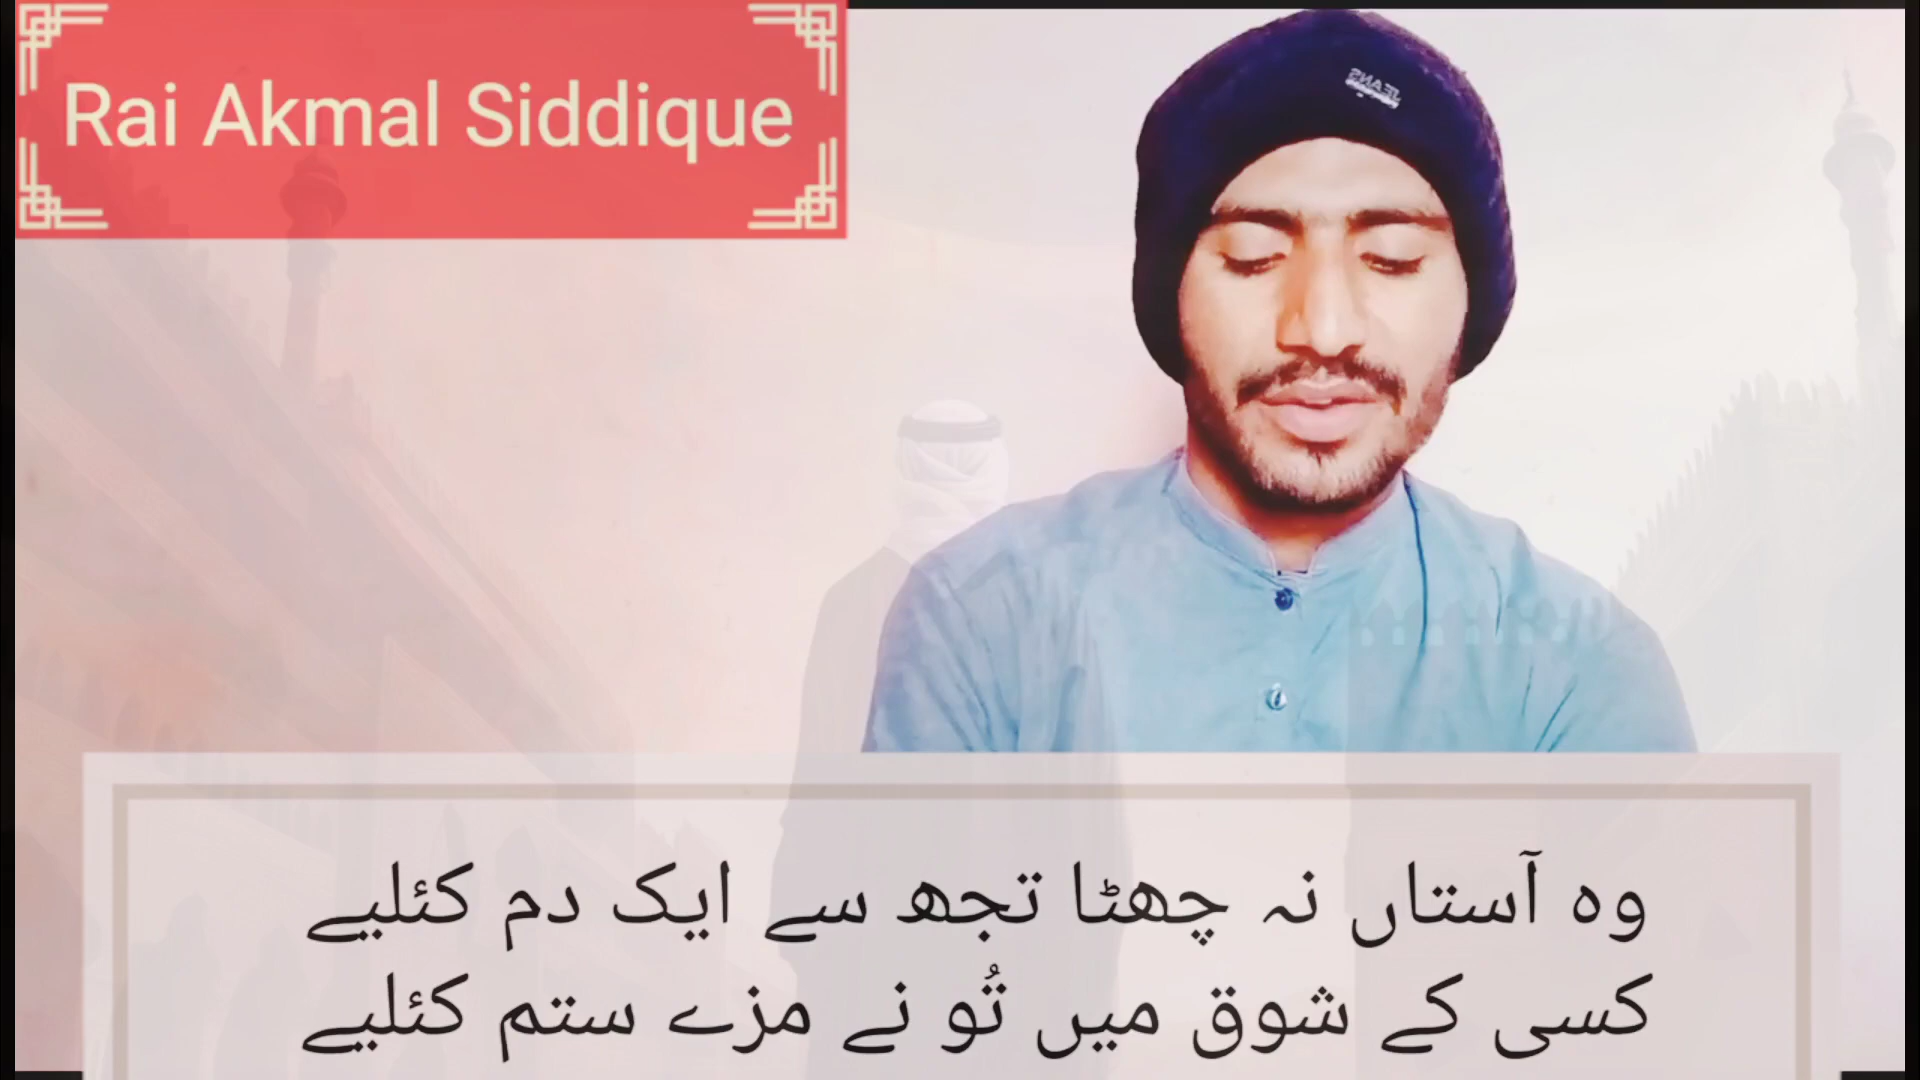 Rai Akmal Siddique
JEANS
وہ آستاں نہ چھٹا تجھ سے ایک دم کئلیے
کسی کے شوق میں تُو نے مزے ستم کئلیے